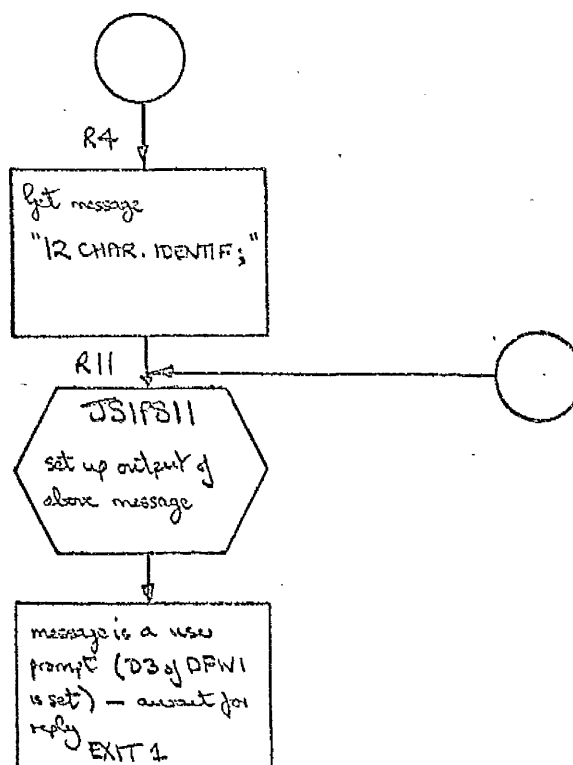 R4
Get message
"12 CHAR. IDENTIF;"
R11
JS1PS11
set up output of
above message
message is a user
prompt (D3 of DFW1
is set) — await for
reply
EXIT 1